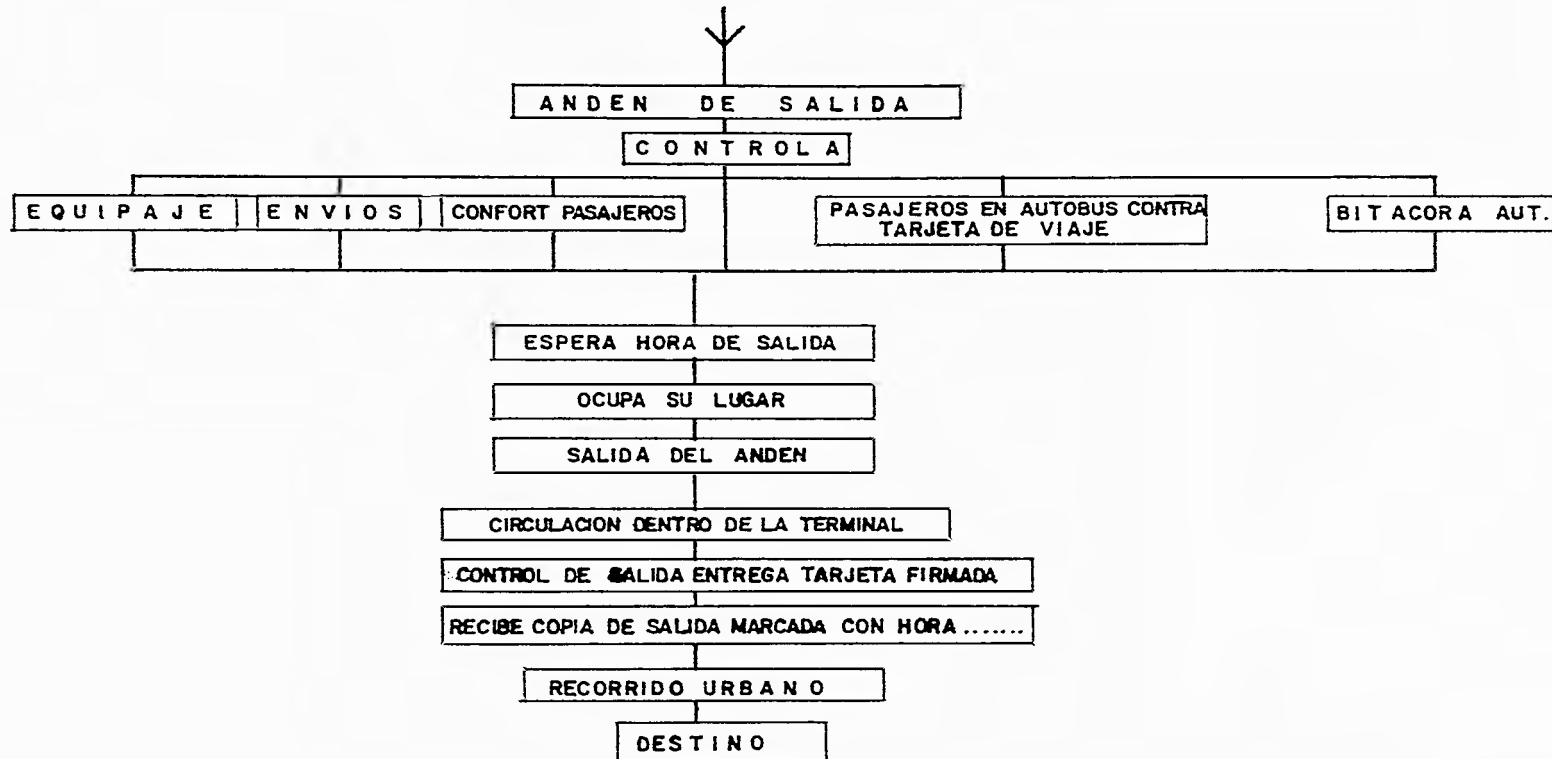 ANDEN DE SALIDA
CONTROLA
EQUIPAJE
ENVIOS
CONFORT PASAJEROS
PASAJEROS EN AUTOBUS CONTRA
TARJETA DE VIAJE
BITACORA AUT.
ESPERA HORA DE SALIDA
OCUPA SU LUGAR
SALIDA DEL ANDEN
CIRCULACION DENTRO DE LA TERMINAL
CONTROL DE SALIDA ENTREGA TARJETA FIRMADA
RECIBE COPIA DE SALIDA MARCADA CON HORA .......
RECORRIDO URBANO
DESTINO